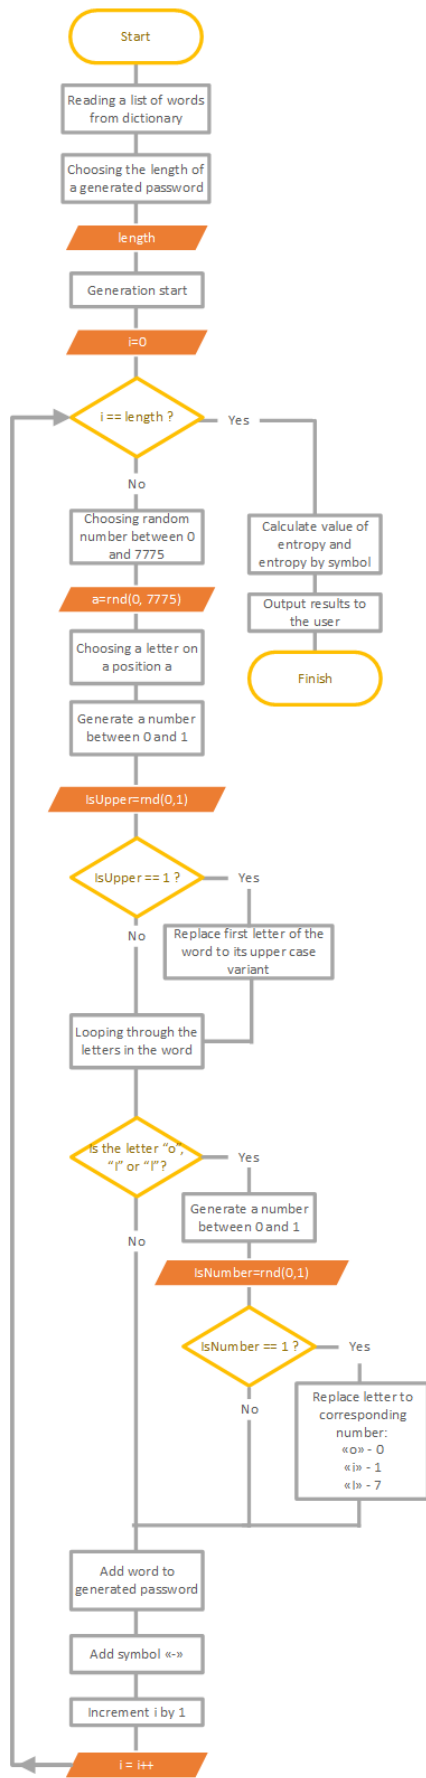 Start
Reading a list of words
from dictionary
Choosing the length of
a generated password
length
Generation start
i=0
i == length ?
Yes
No
Choosing random
number between 0
and 7775
Calculate value of
entropy and
entropy by symbol
a=rnd(0, 7775)
Output results to
the user
Choosing a letter on
a position a
Finish
Generate a number
between 0 and 1
IsUpper=rnd(0,1)
IsUpper == 1 ?
Yes
No
Replace first letter of the
word to its upper case
variant
Looping through the
letters in the word
Is the letter “o”,
“I” or “l”?
Yes
Generate a number
between 0 and 1
No
IsNumber=rnd(0,1)
IsNumber == 1 ?
Yes
No
Replace letter to
corresponding
number:
«o» - 0
«i» - 1
«l» - 7
Add word to
generated password
Add symbol «-»
Increment i by 1
i = i++